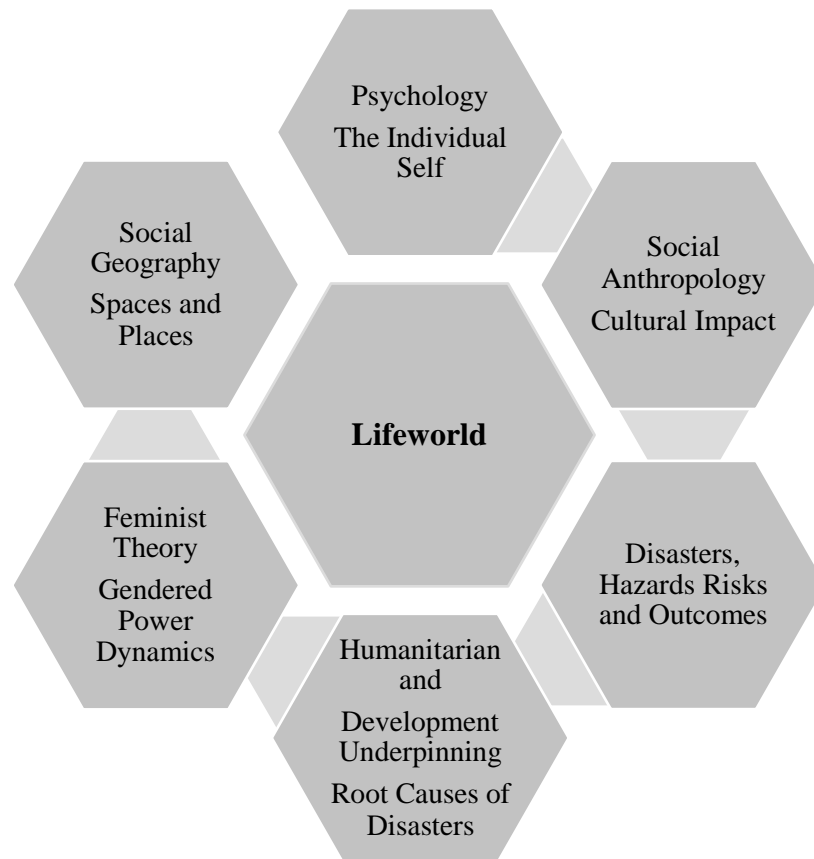 Psychology
The Individual
Self
Social
Anthropology
Cultural Impact
Disasters,
Hazards Risks
and Outcomes
Humanitarian
and
Development
Underpinning
Root Causes of
Disasters
Feminist
Theory
Gendered
Power
Dynamics
Social
Geography
Spaces and
Places
Lifeworld